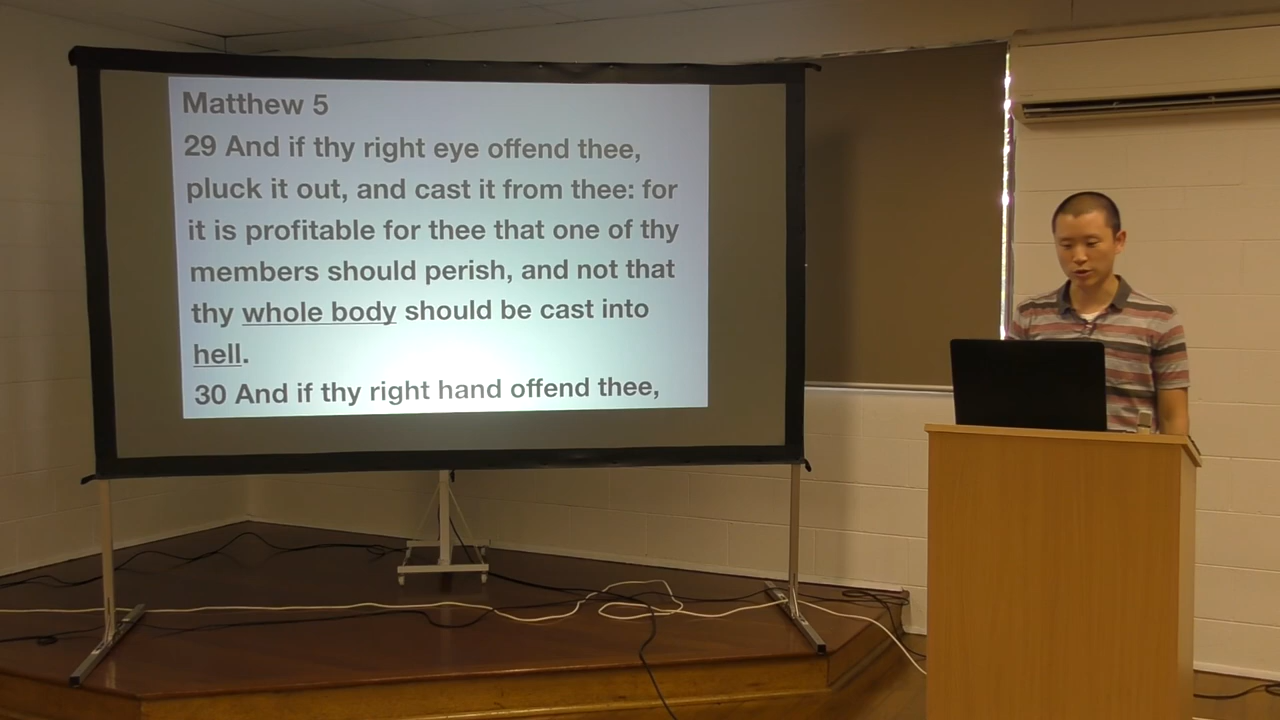 Matthew 5
29 And if thy right eye offend thee,
pluck it out, and cast it from thee: for
it is profitable for thee that one of thy
members should perish, and not that
thy whole body should be cast into
hell.
30 And if thy right hand offend thee,